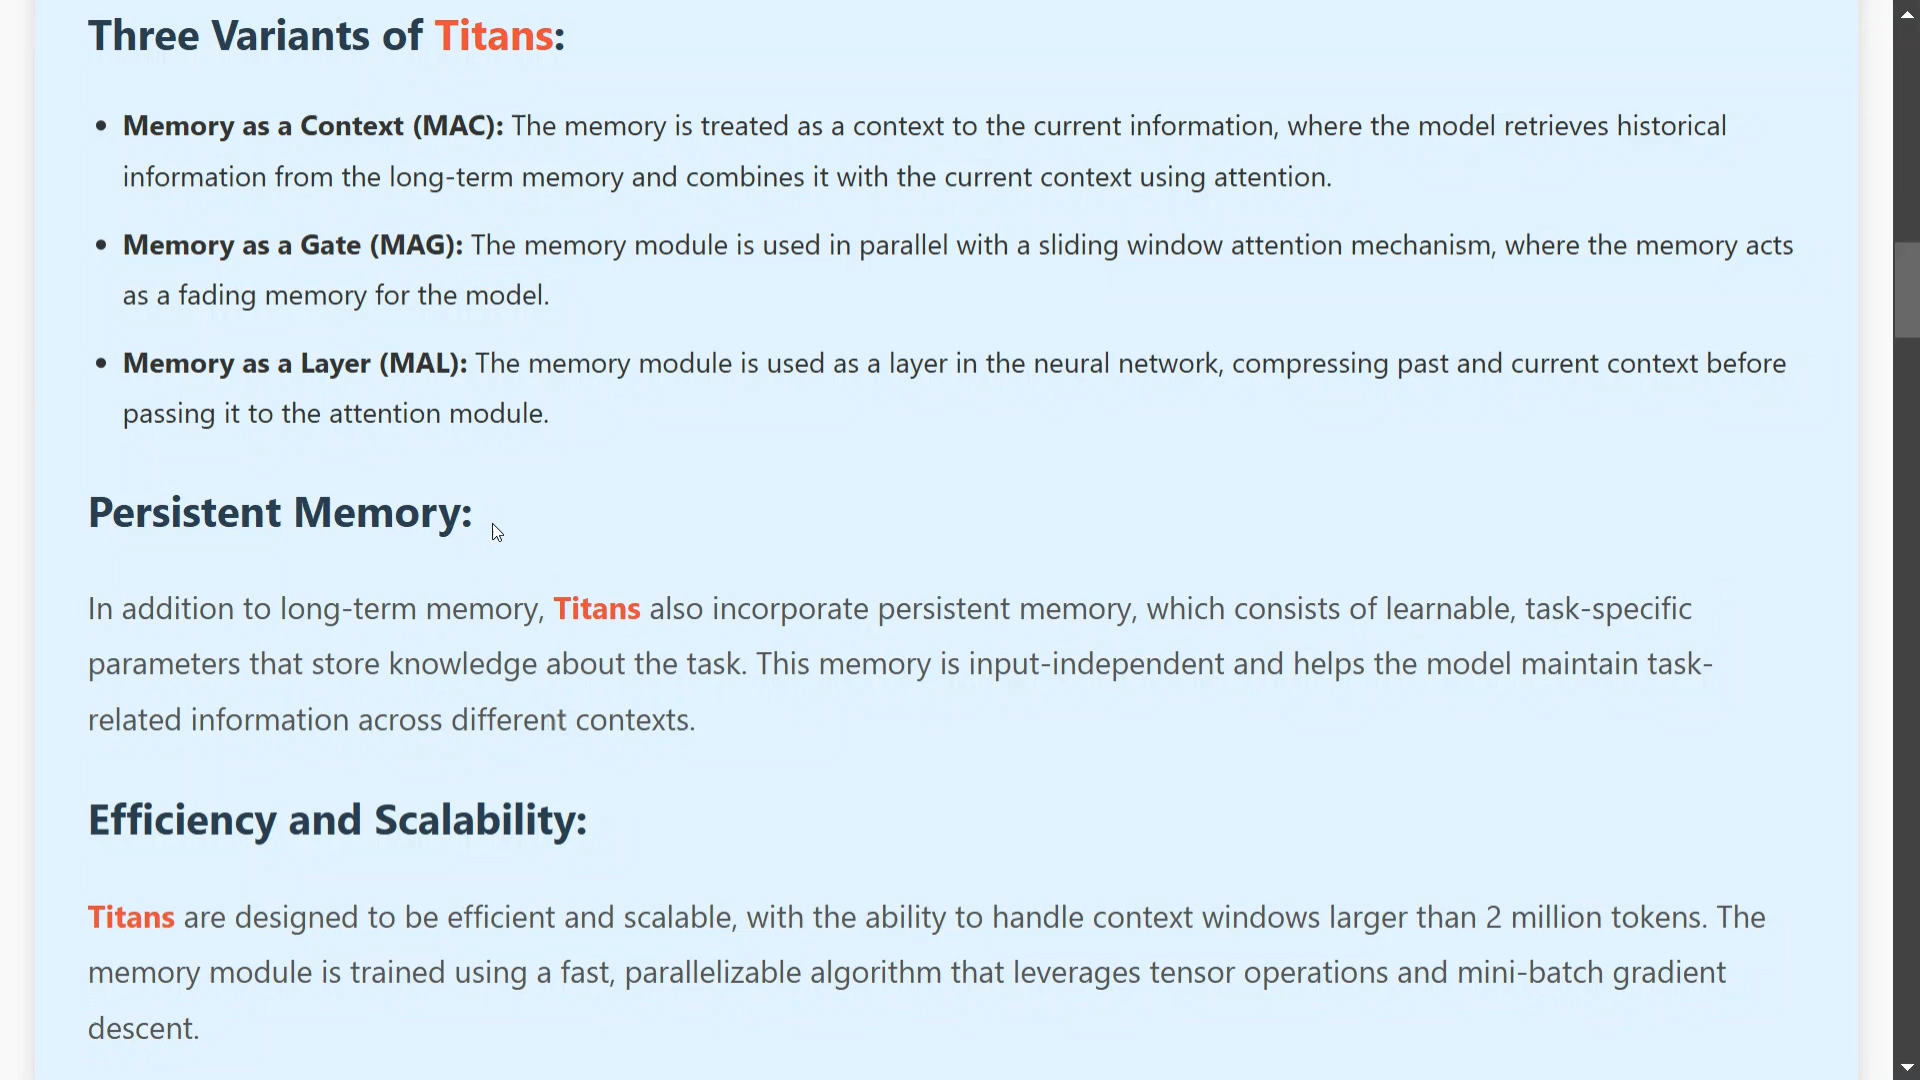 Three Variants of Titans:
Memory as a Context (MAC): The memory is treated as a context to the current information, where the model retrieves historical
information from the long-term memory and combines it with the current context using attention.
Memory as a Gate (MAG): The memory module is used in parallel with a sliding window attention mechanism, where the memory acts
as a fading memory for the model.
Memory as a Layer (MAL): The memory module is used as a layer in the neural network, compressing past and current context before
passing it to the attention module.
Persistent Memory:
In addition to long-term memory, Titans also incorporate persistent memory, which consists of learnable, task-specific
parameters that store knowledge about the task. This memory is input-independent and helps the model maintain task-
related information across different contexts.
Efficiency and Scalability:
Titans are designed to be efficient and scalable, with the ability to handle context windows larger than 2 million tokens. The
memory module is trained using a fast, parallelizable algorithm that leverages tensor operations and mini-batch gradient
descent.